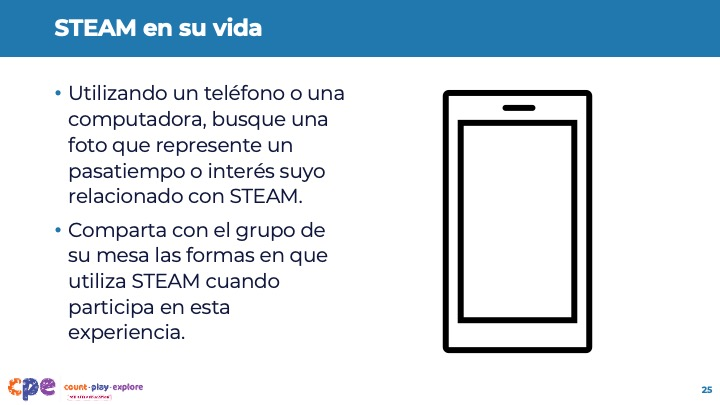 STEAM en su vida
• Utilizando un teléfono o una
computadora, busque una
foto que represente un
pasatiempo o interés suyo
relacionado con STEAM.
• Comparta con el grupo de
su mesa las formas en que
utiliza STEAM cuando
participa en esta
experiencia.
cpe count·play·explore
25